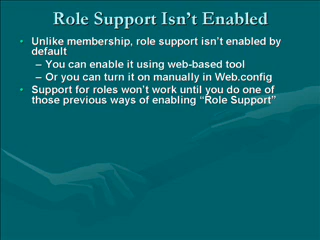 Role Support Isn't Enabled
• Unlike membership, role support isn't enabled by
default
– You can enable it using web-based tool
– Or you can turn it on manually in Web.config
• Support for roles won't work until you do one of
those previous ways of enabling “Role Support”